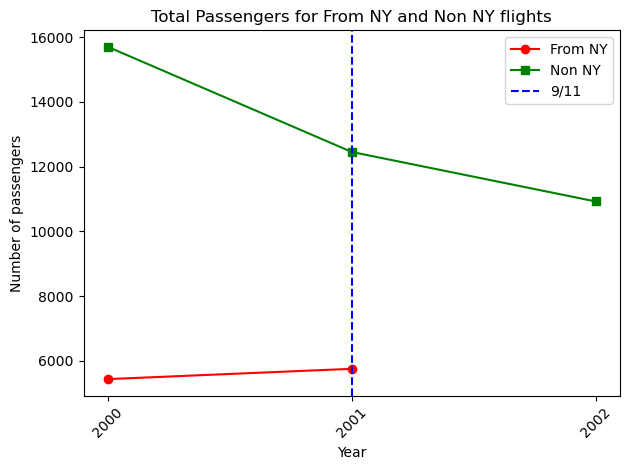 Total Passengers for From NY and Non NY flights
16000
14000
12000
10000
8000
6000
Number of passengers
From NY
Non NY
9/11
2000
2001
2002
Year